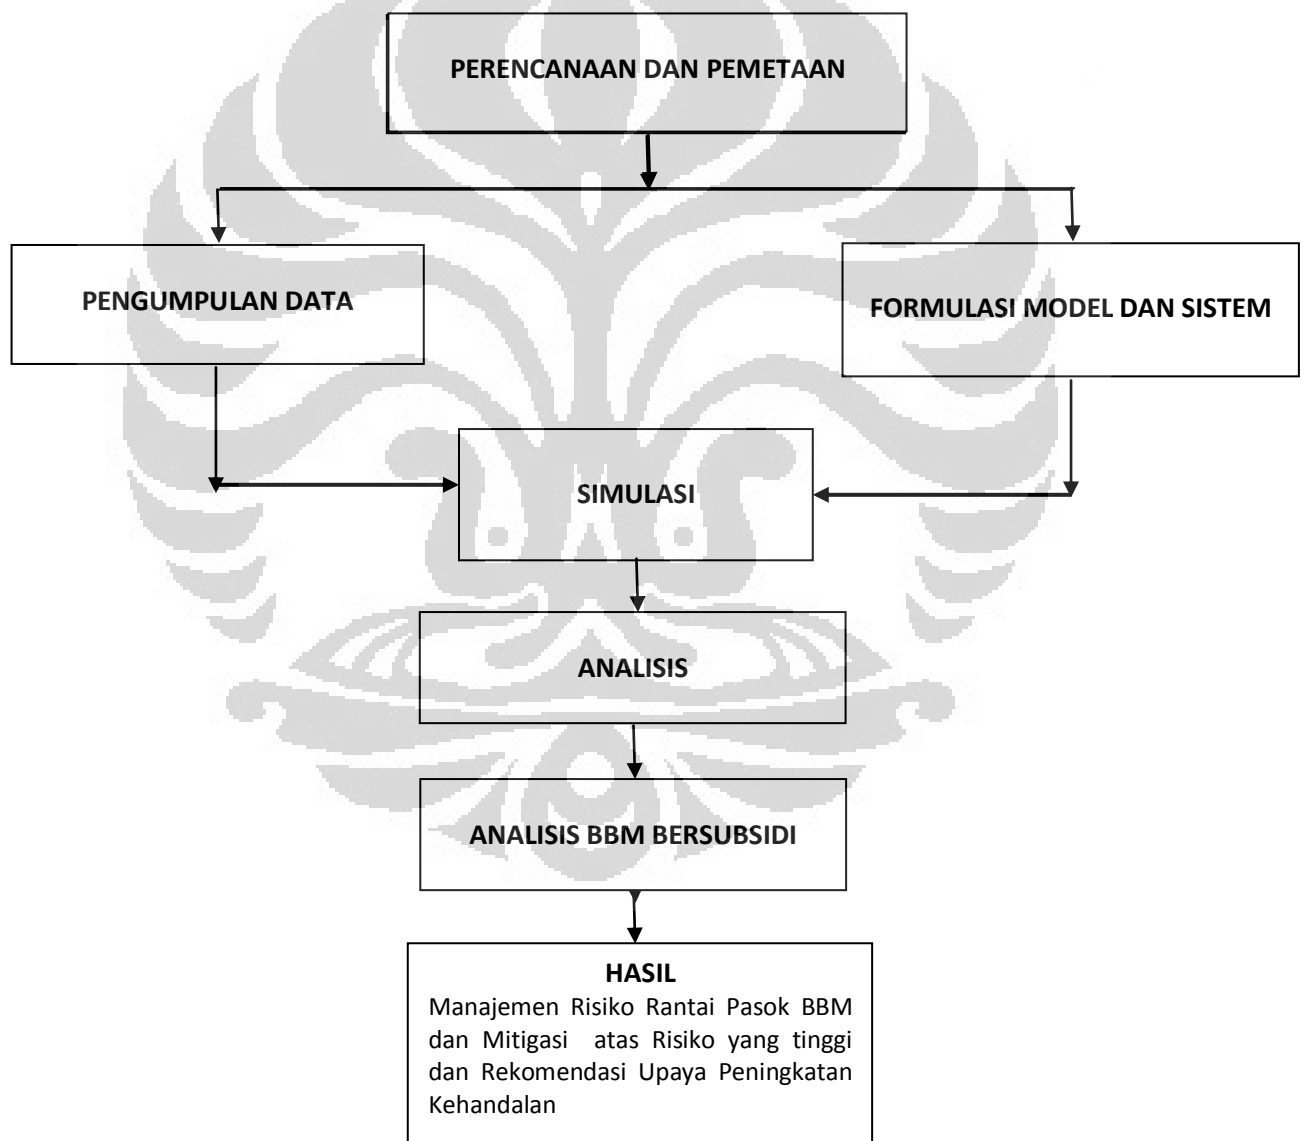 PERENCANAAN DAN PEMETAAN
PENGUMPULAN DATA
FORMULASI MODEL DAN SISTEM
SIMULASI
ANALISIS
ANALISIS BBM BERSUBSIDI
HASIL
Manajemen Risiko Rantai Pasok BBM
dan Mitigasi atas Risiko yang tinggi
dan Rekomendasi Upaya Peningkatan
Kehandalan